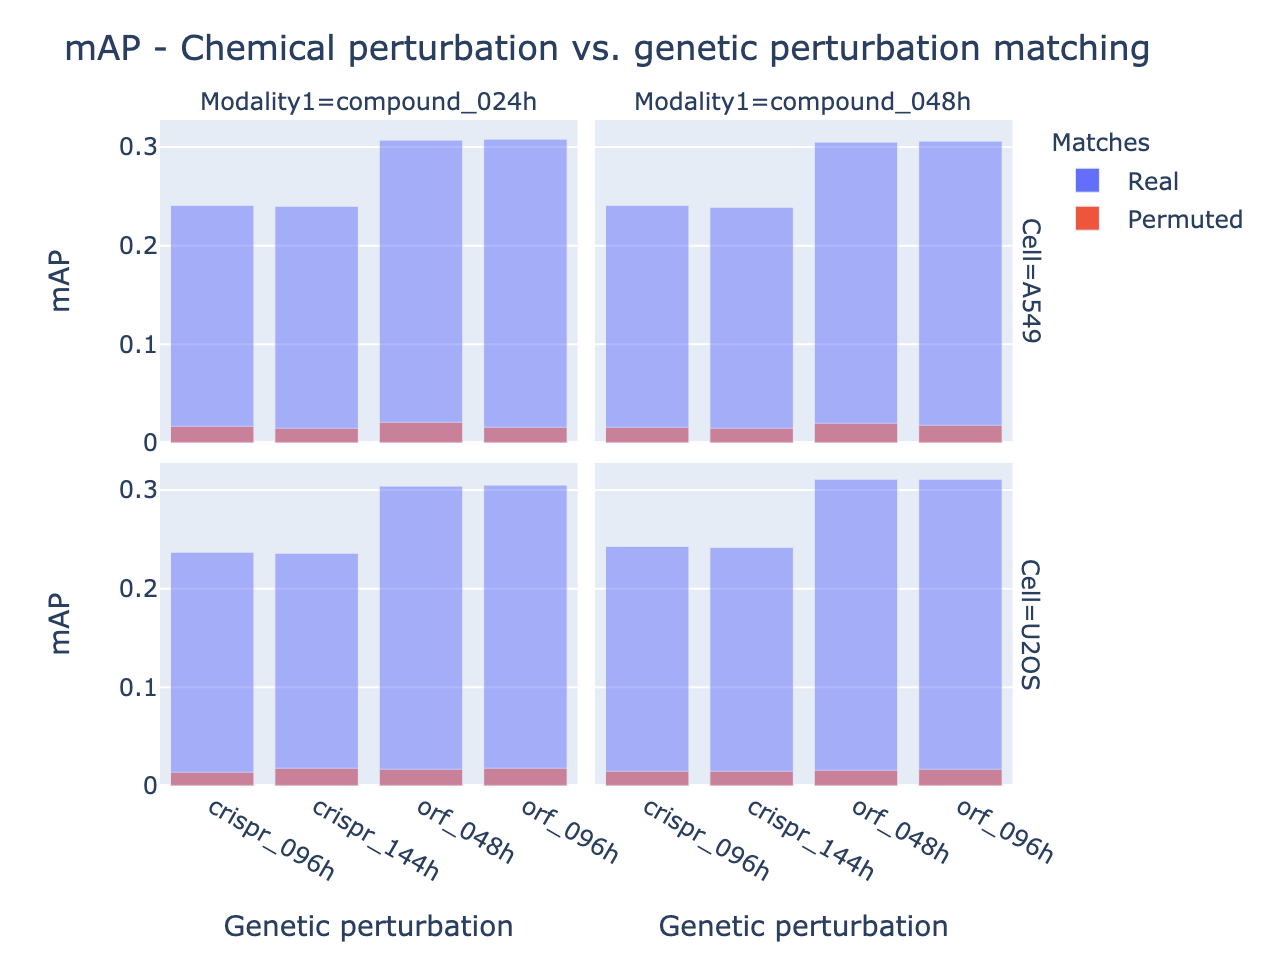 mAP - Chemical perturbation vs. genetic perturbation matching
Modality1=compound_024h
Modality1=compound_048h
Matches
Real
Permuted
0.3
0.2
0.1
0
mAP
Cell=A549
0.3
0.2
0.1
0
mAP
Cell=U2OS
crispr_096h
crispr_144h
orf_048h
orf_096h
crispr_096h
crispr_144h
orf_048h
orf_096h
Genetic perturbation
Genetic perturbation